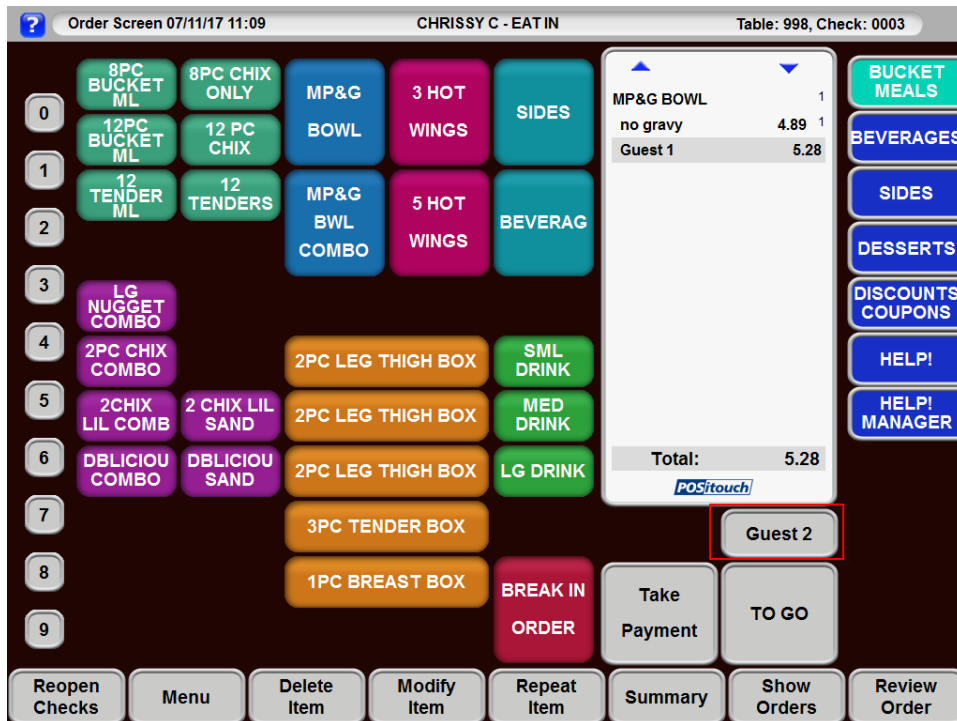 ?
Order Screen 07/11/17 11:09
CHRISSY C - EAT IN
Table: 998, Check: 0003
0
1
2
3
4
5
6
7
8
9
8PC
BUCKET
ML
8PC CHIX
ONLY
12PC
BUCKET
ML
12 PC
CHIX
12
TENDER
ML
12
TENDERS
MP&G
BOWL
3 HOT
WINGS
SIDES
MP&G
BWL
COMBO
5 HOT
WINGS
BEVERAG
LG
NUGGET
COMBO
2PC CHIX
COMBO
2CHIX
LIL COMB
2 CHIX LIL
SAND
DBLICIOU
COMBO
DBLICIOU
SAND
2PC LEG THIGH BOX
2PC LEG THIGH BOX
2PC LEG THIGH BOX
3PC TENDER BOX
1PC BREAST BOX
SML
DRINK
MED
DRINK
LG DRINK
BREAK IN
ORDER
MP&G BOWL 1
no gravy 4.89 1
Guest 1 5.28
Total: 5.28
POSitouch
Guest 2
Take
Payment
TO GO
BUCKET
MEALS
BEVERAGES
SIDES
DESSERTS
DISCOUNTS
COUPONS
HELP!
HELP!
MANAGER
Reopen
Checks
Menu
Delete
Item
Modify
Item
Repeat
Item
Summary
Show
Orders
Review
Order